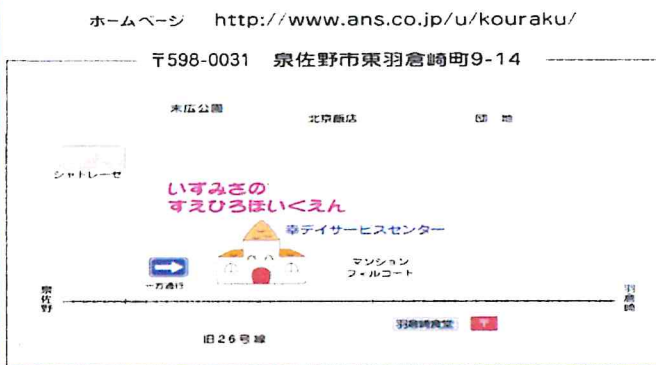 ホームページ　http://www.ans.co.jp/u/kouraku/
〒598-0031　泉佐野市東羽倉崎町9-14
末広公園
北京飯店
団　地
シャトレーゼ
いずみさの
すえひろほいくえん
幸デイサービスセンター
マンション
フィルコート
一方通行
泉佐野
羽倉崎
羽倉崎食堂
〒
旧26号線